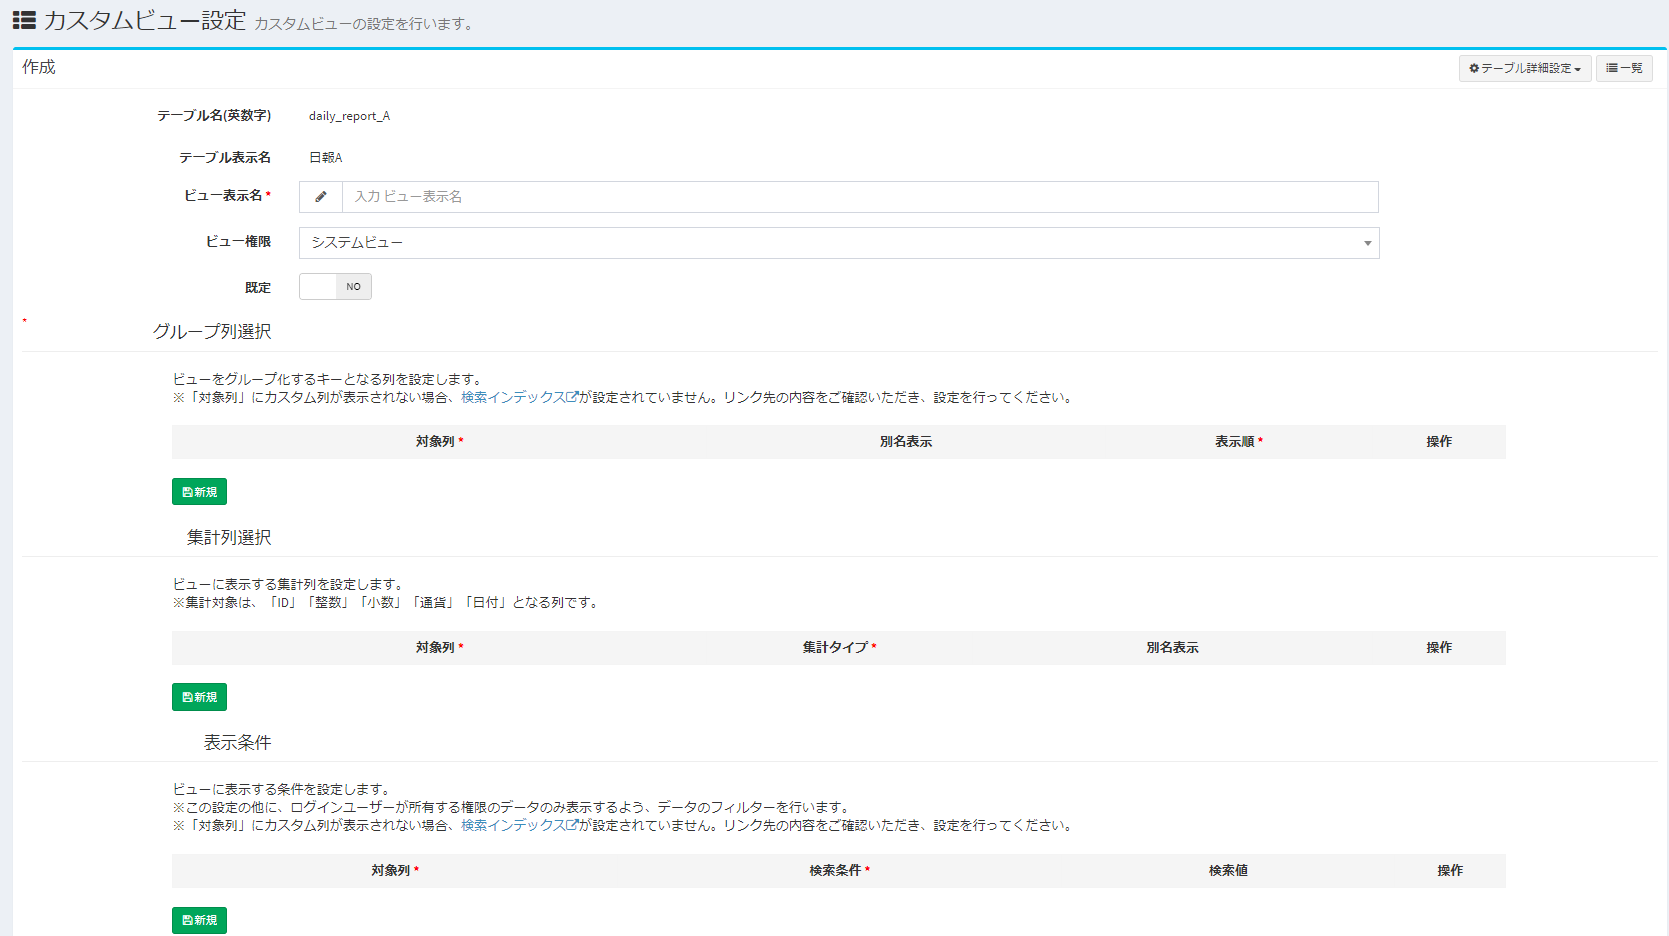 カスタムビュー設定 カスタムビューの設定を行います。
作成
テーブル詳細設定
一覧
テーブル名(英数字) daily_report_A
テーブル表示名 日報A
ビュー表示名* 入力 ビュー表示名
ビュー権限 システムビュー
既定 NO
*
グループ列選択
ビューをグループ化するキーとなる列を設定します。
※「対象列」にカスタム列が表示されない場合、検索インデックスが設定されていません。リンク先の内容をご確認いただき、設定を行ってください。
対象列* 別名表示 表示順* 操作
新規
集計列選択
ビューに表示する集計列を設定します。
※集計対象は、「ID」「整数」「小数」「通貨」「日付」となる列です。
対象列* 集計タイプ* 別名表示 操作
新規
表示条件
ビューに表示する条件を設定します。
※この設定の他に、ログインユーザーが所有する権限のデータのみ表示するよう、データのフィルターを行います。
※「対象列」にカスタム列が表示されない場合、検索インデックスが設定されていません。リンク先の内容をご確認いただき、設定を行ってください。
対象列* 検索条件* 検索値 操作
新規